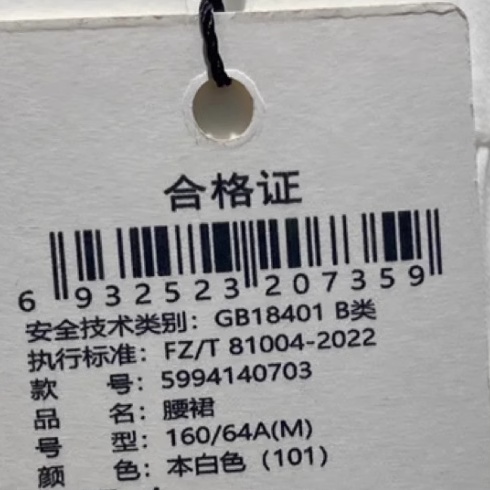 合格证
6 932523 207359
安全技术类别：GB18401 B类
执行标准：FZ/T 81004-2022
款 号：5994140703
品 名：腰裙
号 型：160/64A(M)
颜 色：本白色（101）